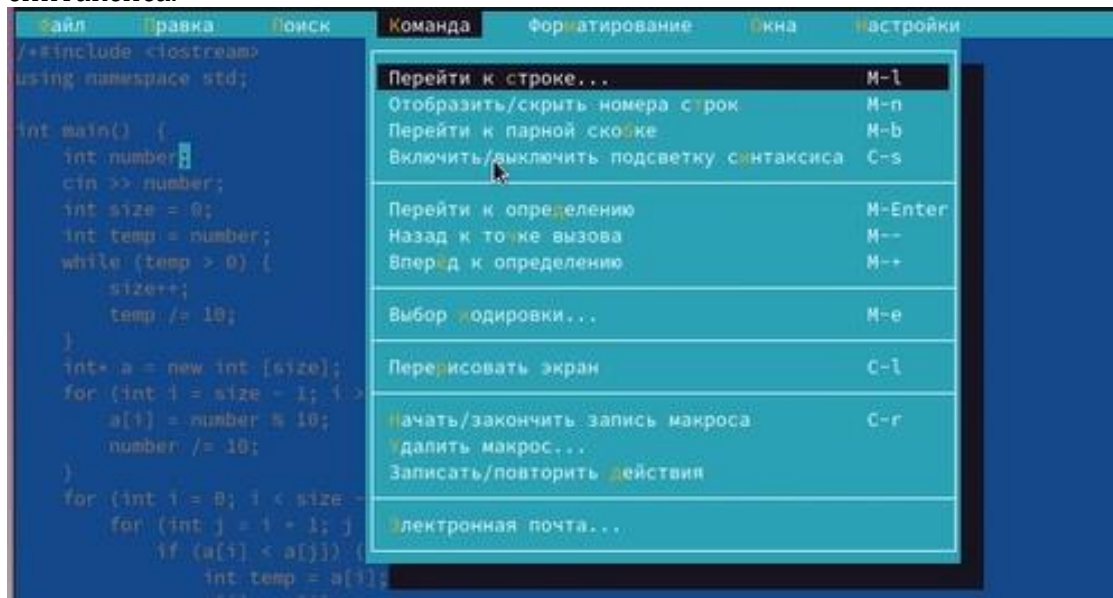 Файл Правка Поиск Команда Форматирование Окна Настройки
/*#include <iostream>
using namespace std;
int main() {
int number;
cin >> number;
int size = 0;
int temp = number;
while (temp > 0) {
size++;
temp /= 10;
}
int* a = new int [size];
for (int i = size - 1; i >
a[i] = number % 10;
number /= 10;
}
for (int i = 0; i < size -
for (int j = i + 1; j
if (a[i] < a[j]) {
int temp = a[i];
Перейти к строке... M-l
Отобразить/скрыть номера строк M-n
Перейти к парной скобке M-b
Включить/выключить подсветку синтаксиса C-s
Перейти к определению M-Enter
Назад к точке вызова M--
Вперёд к определению M-+
Выбор кодировки... M-e
Перерисовать экран C-l
Начать/закончить запись макроса C-r
Удалить макрос...
Записать/повторить действия
Электронная почта...